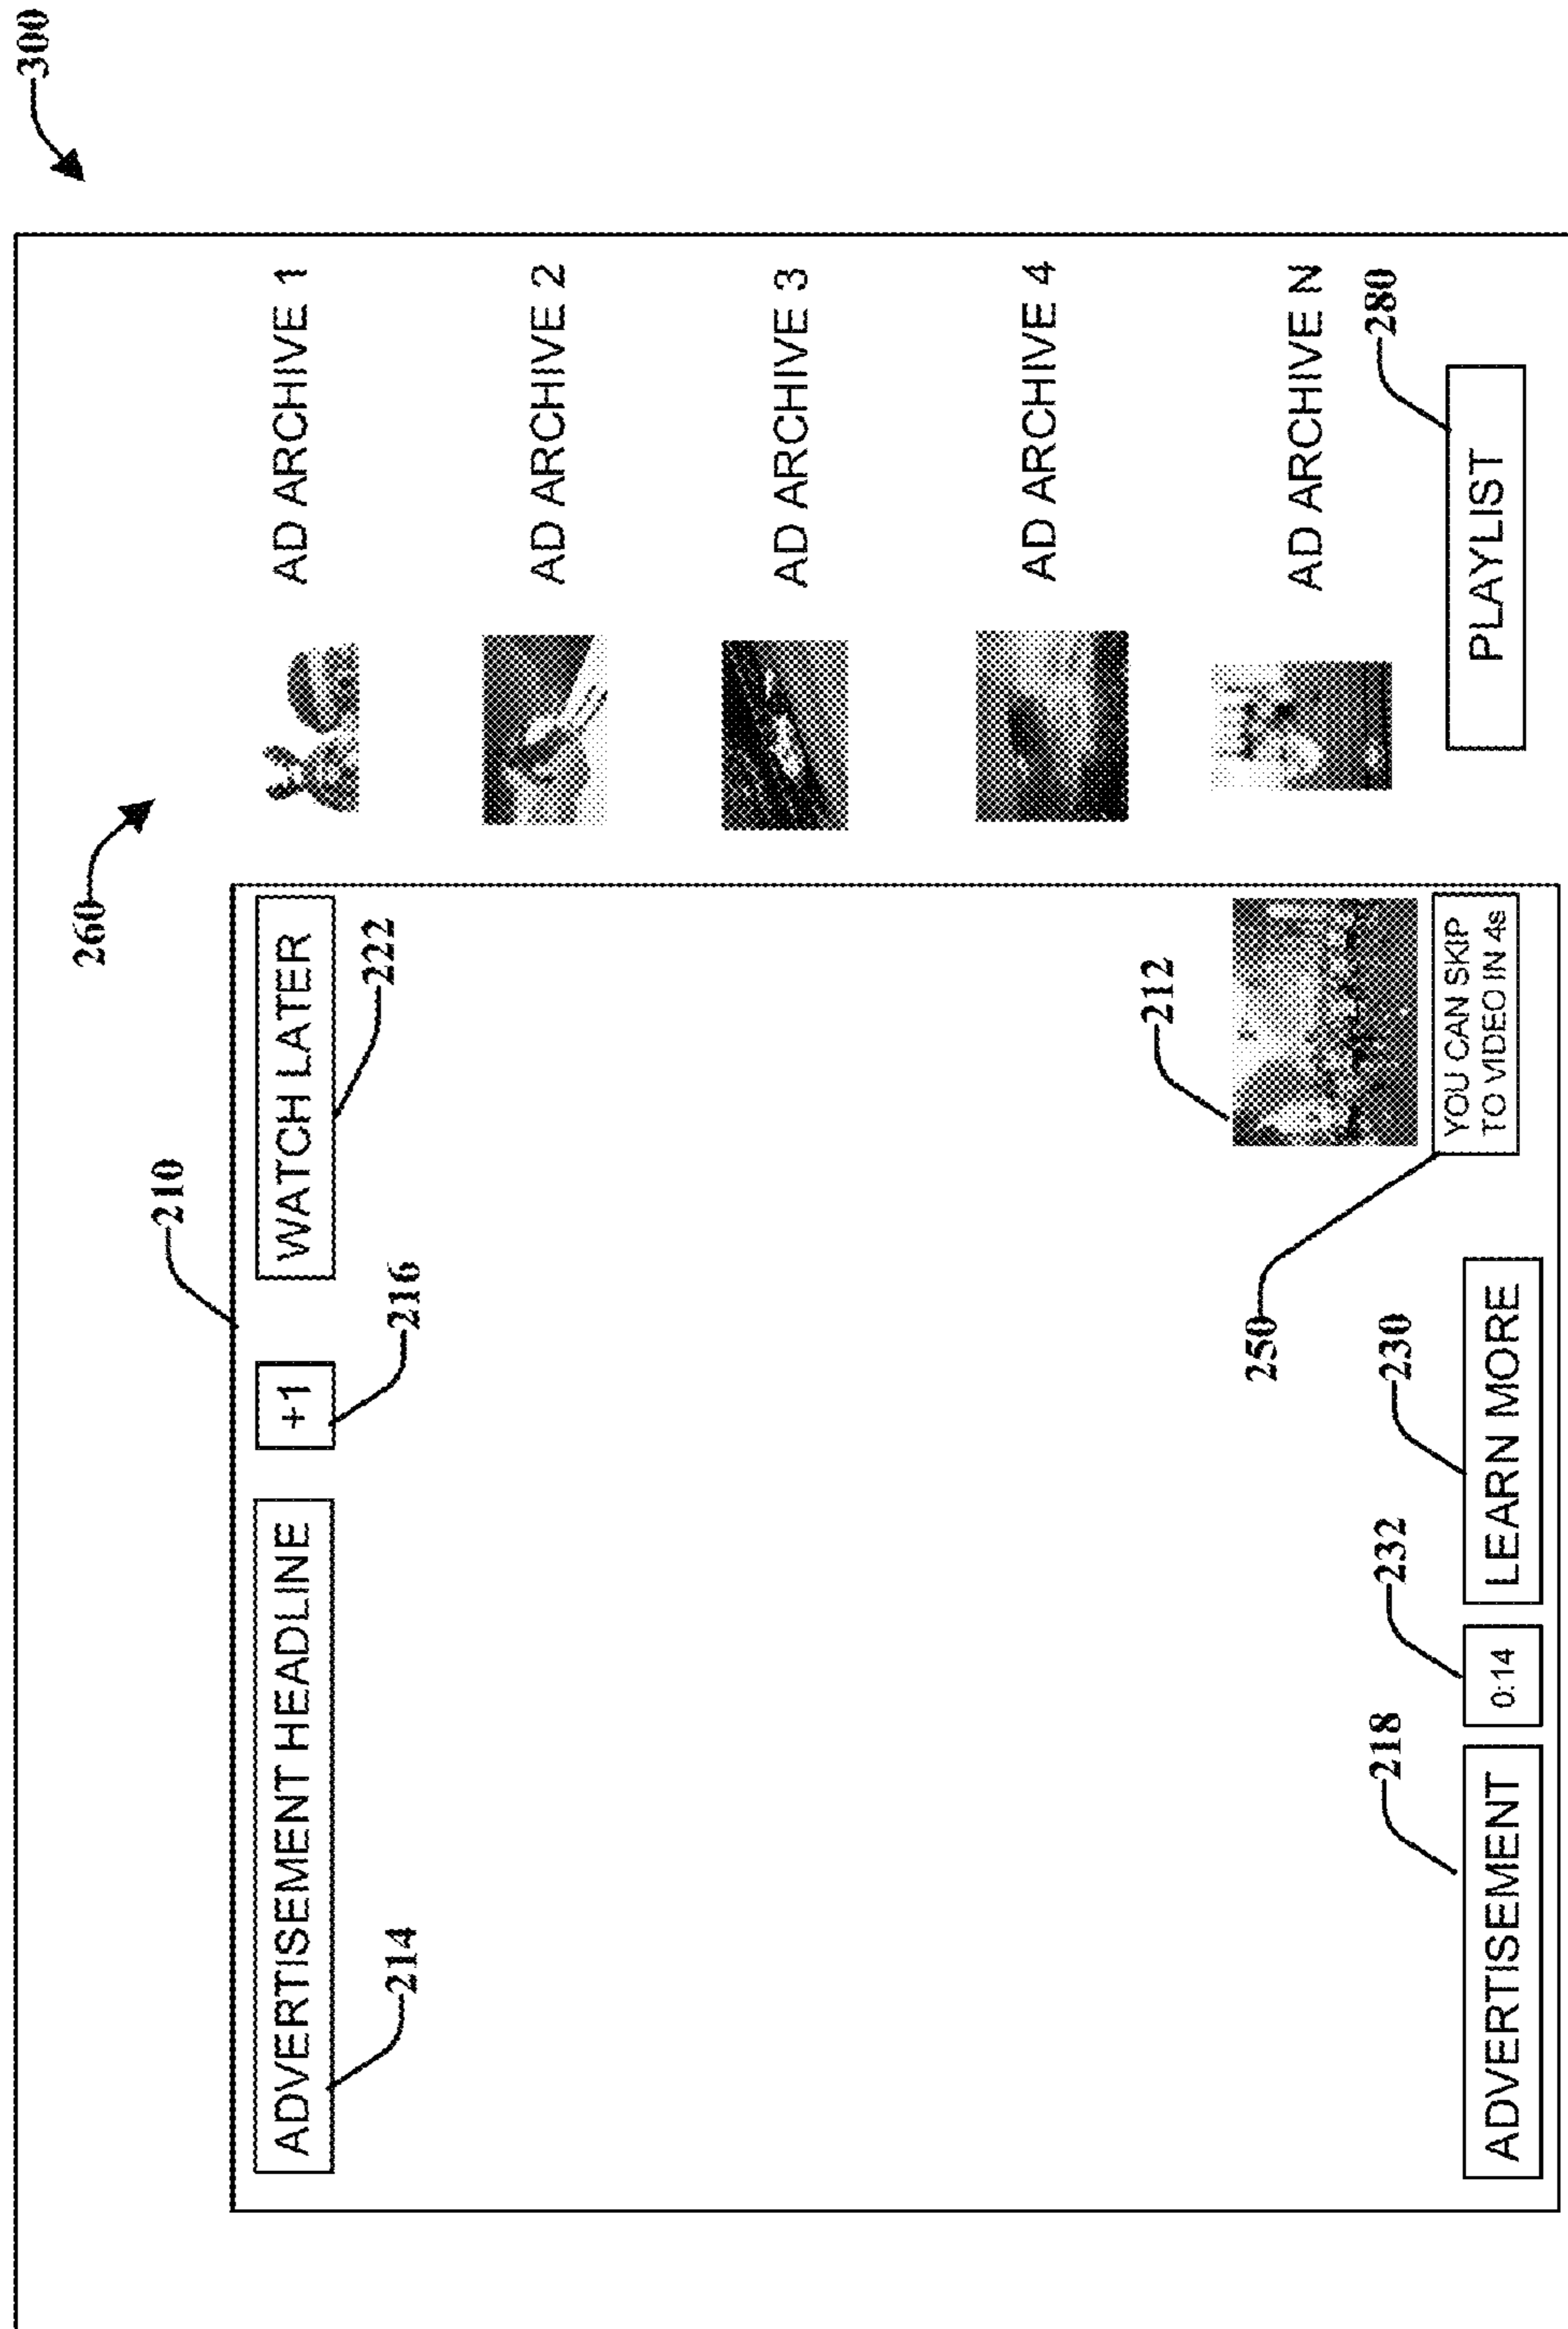 300
260
210
ADVERTISEMENT HEADLINE
+1
WATCH LATER
214
216
222
AD ARCHIVE 1
AD ARCHIVE 2
AD ARCHIVE 3
AD ARCHIVE 4
AD ARCHIVE N
212
250
218
232
230
280
YOU CAN SKIP
TO VIDEO IN 4s
ADVERTISEMENT
0:14
LEARN MORE
PLAYLIST